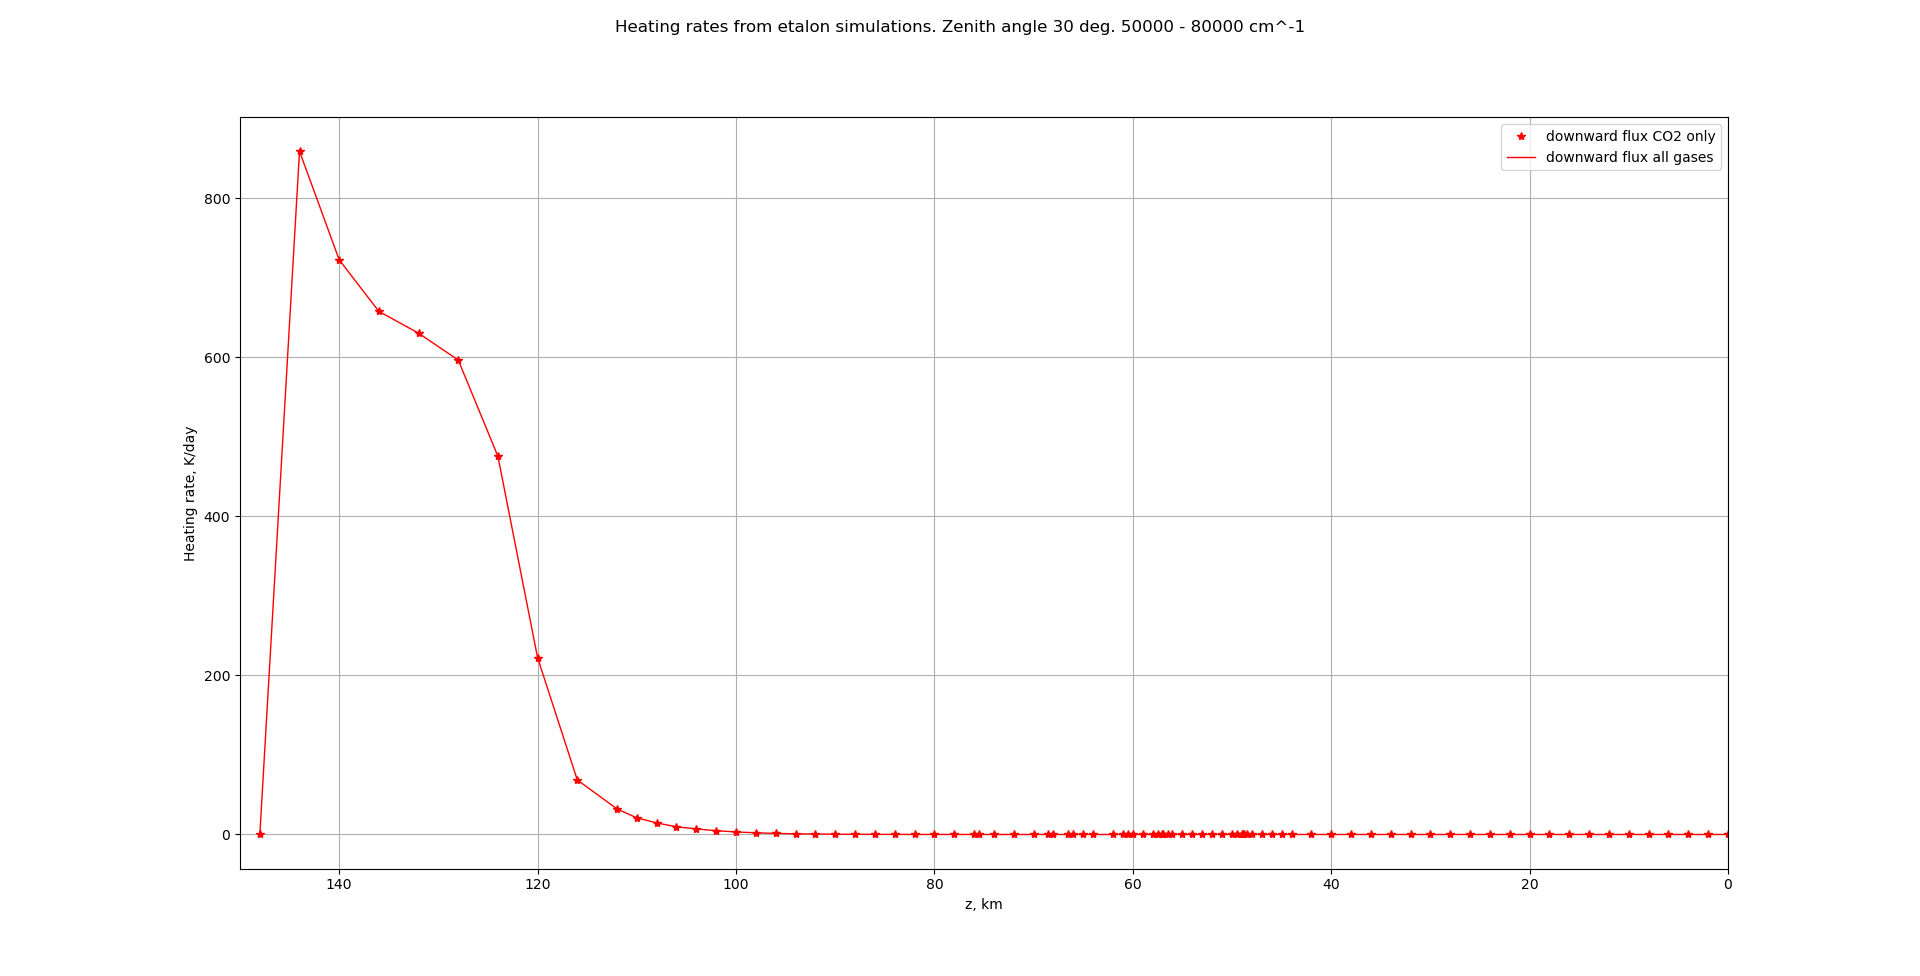 Heating rates from etalon simulations. Zenith angle 30 deg. 50000 - 80000 cm^-1
downward flux CO2 only
downward flux all gases
800
600
400
200
0
Heating rate, K/day
140 120 100 80 60 40 20 0
z, km